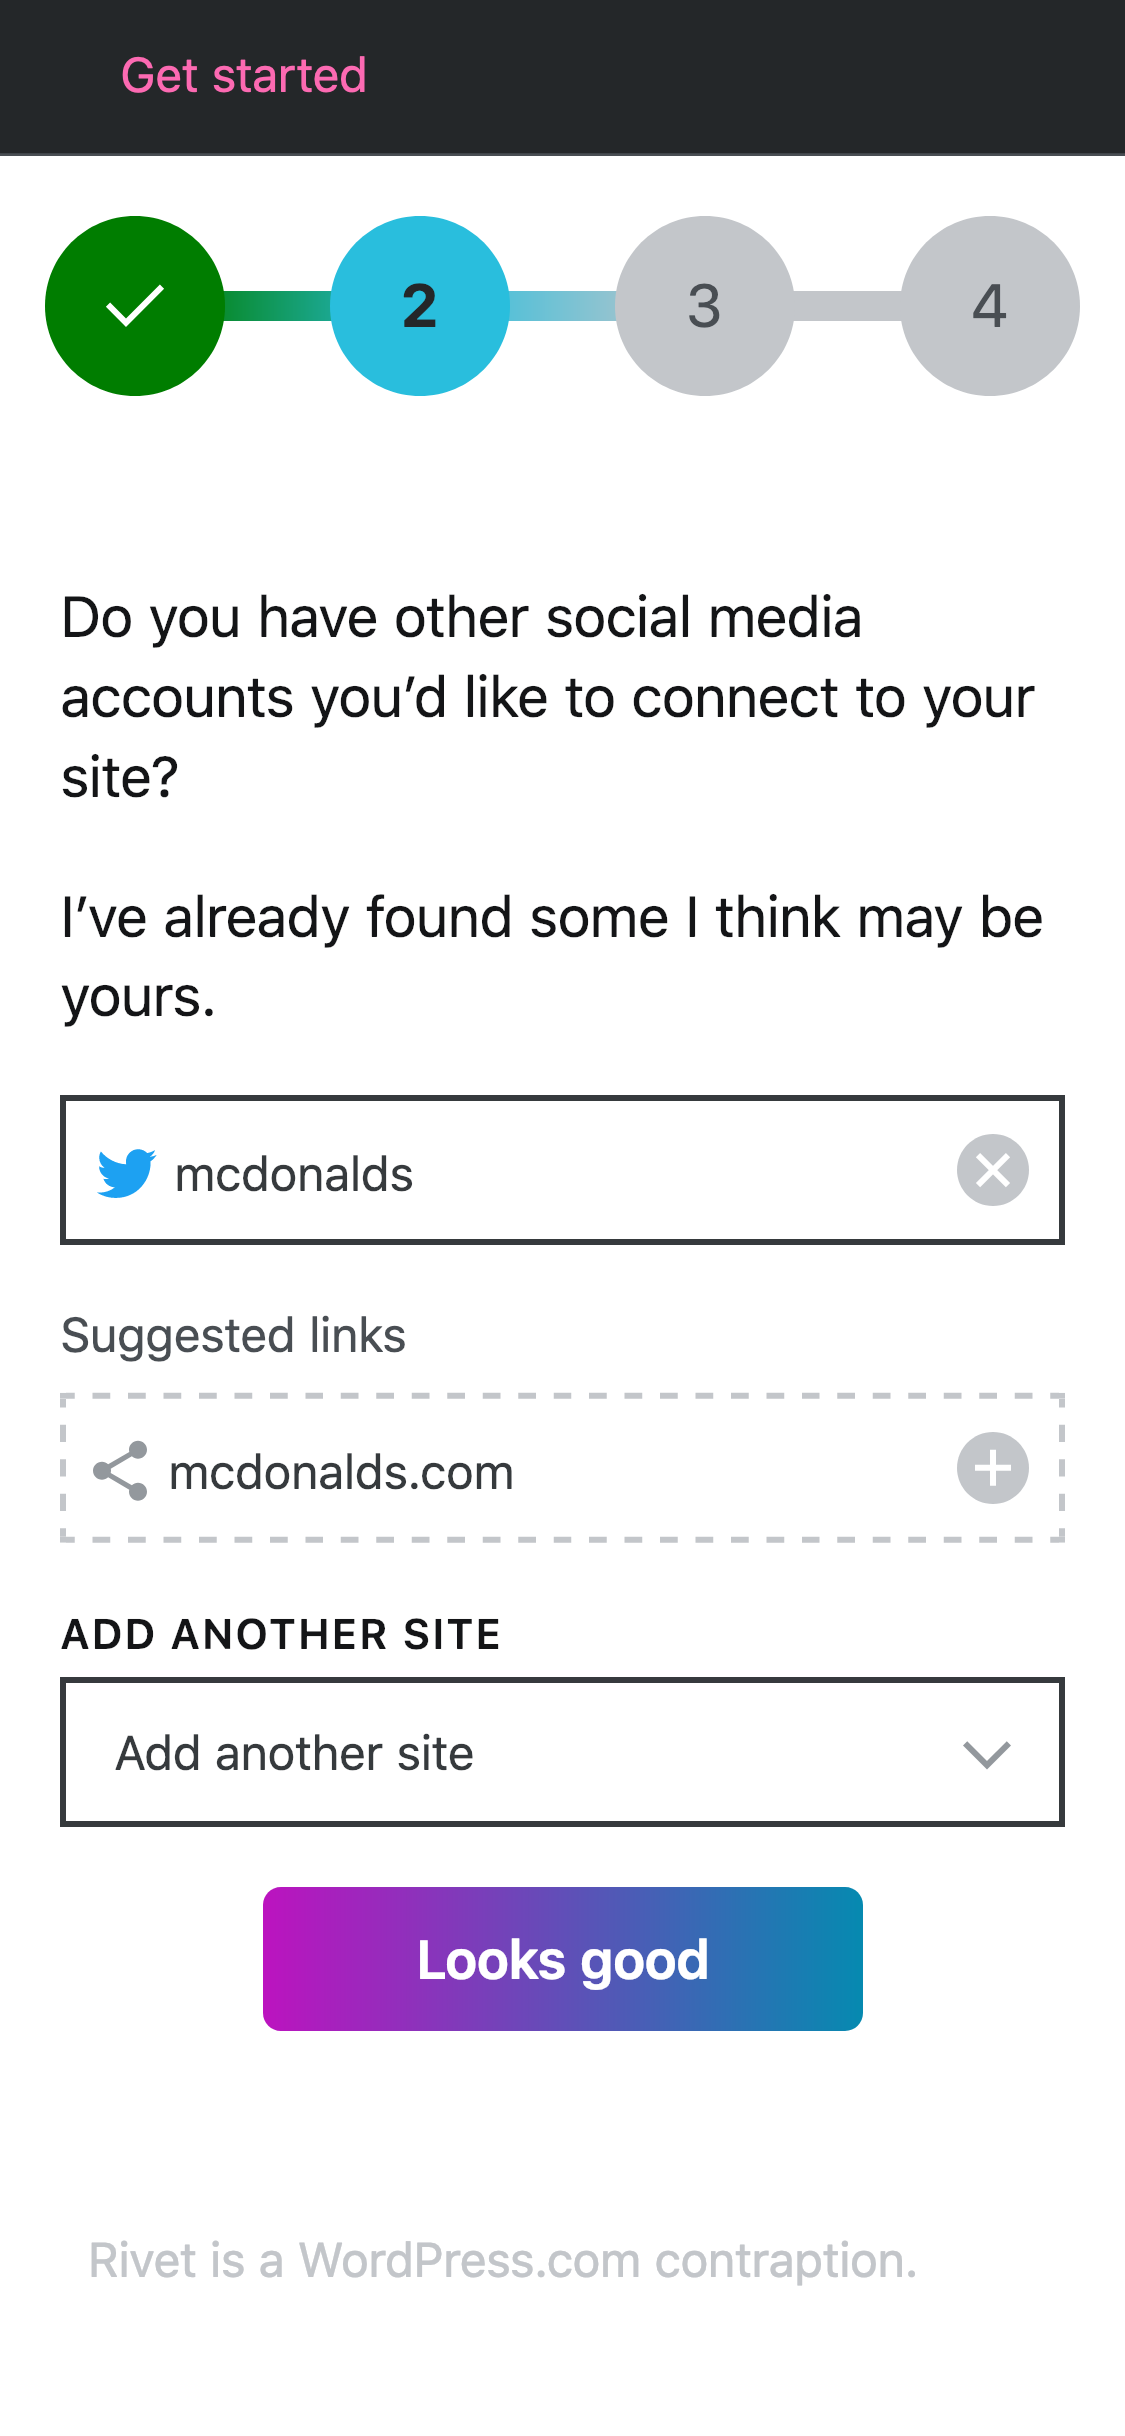 Get started
2
3
4
Do you have other social media
accounts you’d like to connect to your
site?
I’ve already found some I think may be
yours.
mcdonalds
Suggested links
mcdonalds.com
ADD ANOTHER SITE
Add another site
Looks good
Rivet is a WordPress.com contraption.